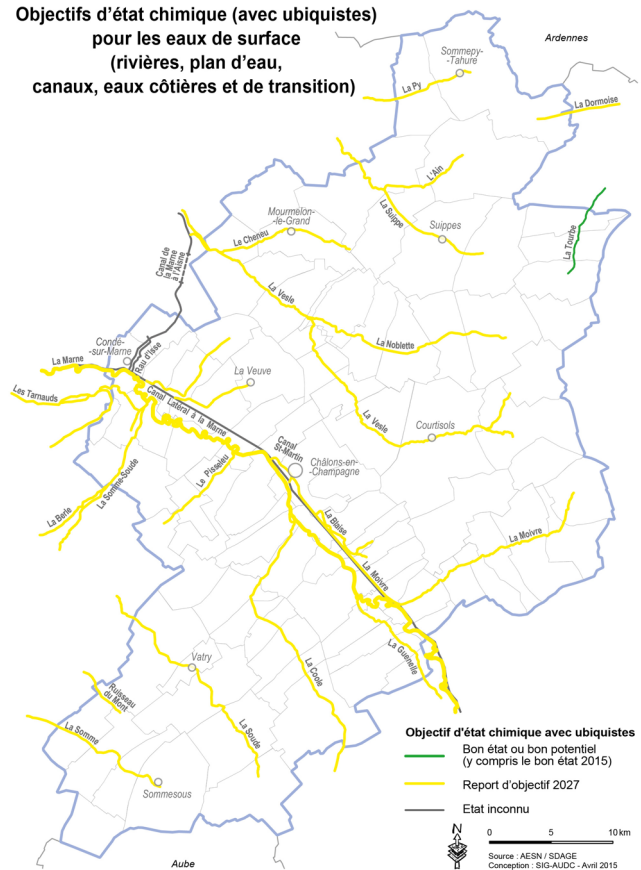 Objectifs d'état chimique (avec ubiquistes)
pour les eaux de surface
(rivières, plan d'eau,
canaux, eaux côtières et de transition)
Ardennes
Sommepy-
-Tahure
La Py
La Dormoise
L'Ain
La Suippe
Suippes
La Tourbe
Mourmelon-
-le-Grand
Le Cheneu
Canal de
la Marne
à l'Aisne
La Vesle
La Noblette
Condé-
-sur-Marne
Rau d'Isse
La Marne
Les Tarnauds
La Veuve
Canal Latéral à la Marne
La Vesle
Courtisols
Canal
St-Martin
Châlons-en-
-Champagne
Le Pisseleu
La Somme-Soude
La Berle
La Blaise
La Moivre
La Moivre
La Guenelle
La Coole
Vatry
Ruisseau
du Mont
La Soude
La Somme
Sommesous
Aube
Objectif d'état chimique avec ubiquistes
Bon état ou bon potentiel
(y compris le bon état 2015)
Report d'objectif 2027
Etat inconnu
N
0 5 10 km
Source : AESN / SDAGE
Conception : SIG-AUDC - Avril 2015